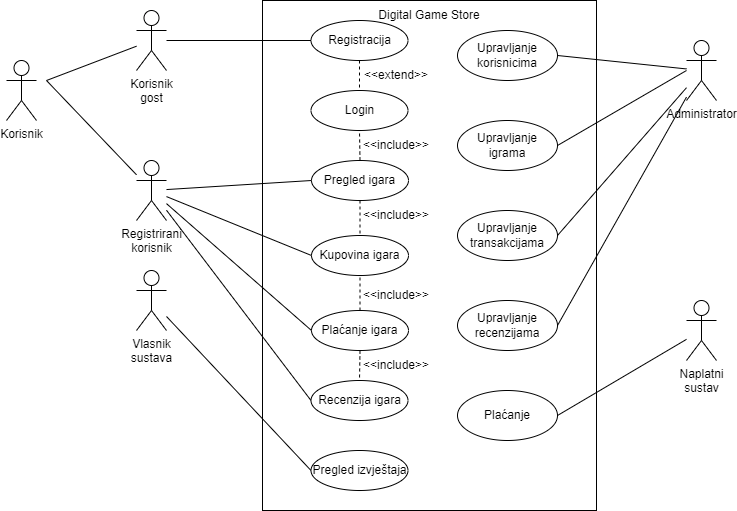 Digital Game Store
Registracija
<<extend>>
Login
<<include>>
Pregled igara
<<include>>
Kupovina igara
<<include>>
Plaćanje igara
<<include>>
Recenzija igara
Pregled izvještaja
Upravljanje
korisnicima
Upravljanje
igrama
Upravljanje
transakcijama
Upravljanje
recenzijama
Plaćanje
Korisnik
Korisnik
gost
Registrirani
korisnik
Vlasnik
sustava
Administrator
Naplatni
sustav